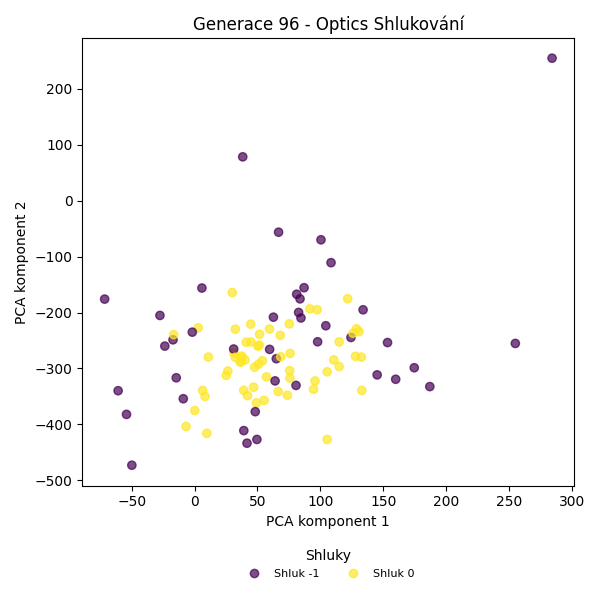 Generace 96 - Optics Shlukování
PCA komponent 2
200
100
0
−100
−200
−300
−400
−500
−50 0 50 100 150 200 250 300
PCA komponent 1
Shluky
Shluk -1 Shluk 0